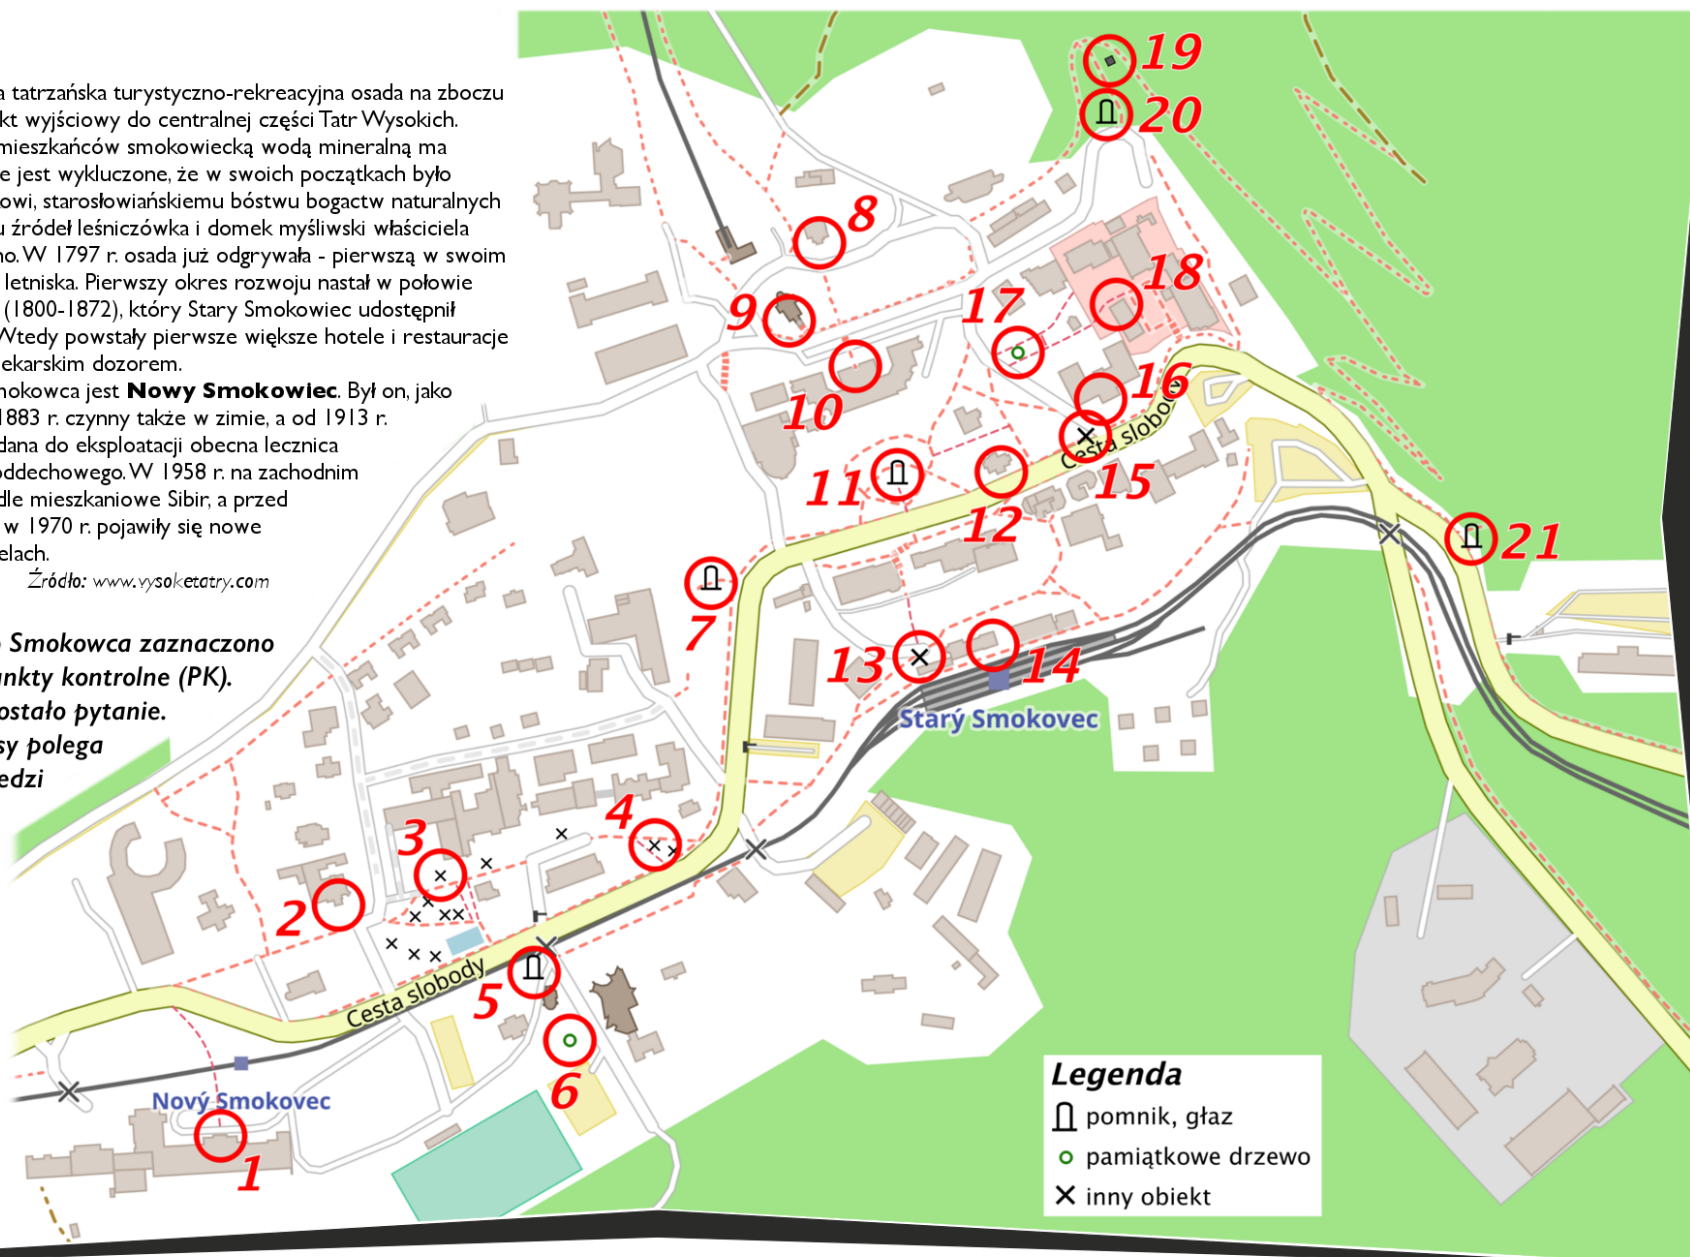 a tatrzańska turystyczno-rekreacyjna osada na zboczu
kt wyjściowy do centralnej części Tatr Wysokich.
mieszkańców smokowiecką wodą mineralną ma
e jest wykluczone, że w swoich początkach było
owi, starosłowiańskiemu bóstwu bogactw naturalnych
u źródeł leśniczówka i domek myśliwski właściciela
no. W 1797 r. osada już odgrywała - pierwszą w swoim
letniska. Pierwszy okres rozwoju nastał w połowie
(1800-1872), który Stary Smokowiec udostępnił
Wtedy powstały pierwsze większe hotele i restauracje
ekarskim dozorem.
mokowca jest Nowy Smokowiec. Był on, jako
1883 r. czynny także w zimie, a od 1913 r.
dana do eksploatacji obecna lecznica
oddechowego. W 1958 r. na zachodnim
dle mieszkaniowe Sibir, a przed
w 1970 r. pojawiły się nowe
elach.
Źródło: www.vysoketatry.com
o Smokowca zaznaczono
unkty kontrolne (PK).
ostało pytanie.
sy polega
edzi
19
20
8
18
17
9
16
10
Cesta slobody
11
15
12
21
7
13
14
Starý Smokovec
4
3
2
5
Cesta slobody
6
Nový Smokovec
1
Legenda
pomnik, głaz
pamiątkowe drzewo
inny obiekt